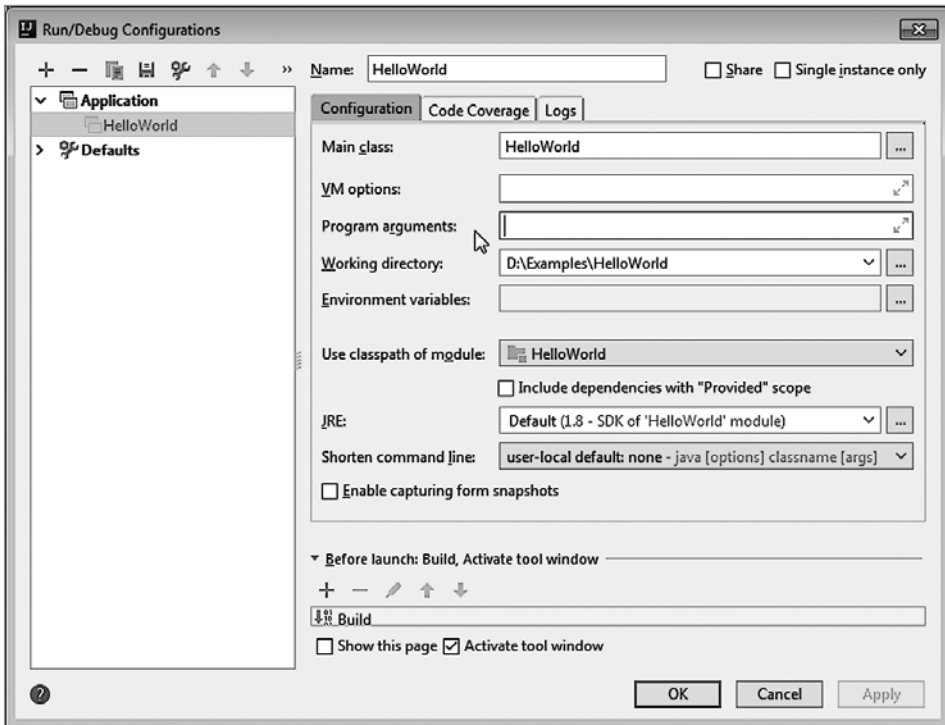 Run/Debug Configurations
Name: HelloWorld Share Single instance only
Application
HelloWorld
Defaults
Configuration Code Coverage Logs
Main class: HelloWorld ...
VM options:
Program arguments:
Working directory: D:\Examples\HelloWorld ...
Environment variables: ...
Use classpath of module: HelloWorld
Include dependencies with "Provided" scope
JRE: Default (1.8 - SDK of 'HelloWorld' module) ...
Shorten command line: user-local default: none - java [options] classname [args]
Enable capturing form snapshots
Before launch: Build, Activate tool window
Build
Show this page Activate tool window
OK Cancel Apply